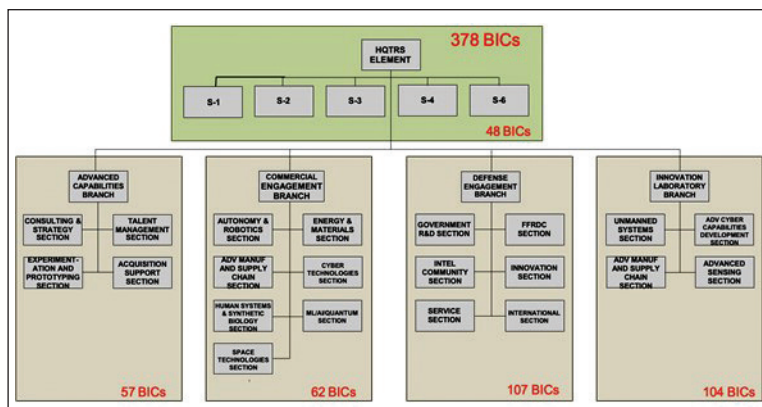 378 BICs
HQTRS
ELEMENT
S-1
S-2
S-3
S-4
S-6
48 BICs
ADVANCED
CAPABILITIES
BRANCH
CONSULTING &
STRATEGY
SECTION
TALENT
MANAGEMENT
SECTION
EXPERIMENT-
ATION AND
PROTOTYPING
SECTION
ACQUISITION
SUPPORT
SECTION
57 BICs
COMMERCIAL
ENGAGEMENT
BRANCH
AUTONOMY &
ROBOTICS
SECTION
ENERGY &
MATERIALS
SECTION
ADV MANUF
AND SUPPLY
CHAIN
SECTION
CYBER
TECHNOLOGIES
SECTION
HUMAN SYSTEMS
& SYNTHETIC
BIOLOGY
SECTION
ML/AI/QUANTUM
SECTION
SPACE
TECHNOLOGIES
SECTION
62 BICs
DEFENSE
ENGAGEMENT
BRANCH
GOVERNMENT
R&D SECTION
FFRDC
SECTION
INTEL
COMMUNITY
SECTION
INNOVATION
SECTION
SERVICE
SECTION
INTERNATIONAL
SECTION
107 BICs
INNOVATION
LABORATORY
BRANCH
UNMANNED
SYSTEMS
SECTION
ADV CYBER
CAPABILITIES
DEVELOPMENT
SECTION
ADV MANUF
AND SUPPLY
CHAIN
SECTION
ADVANCED
SENSING
SECTION
104 BICs